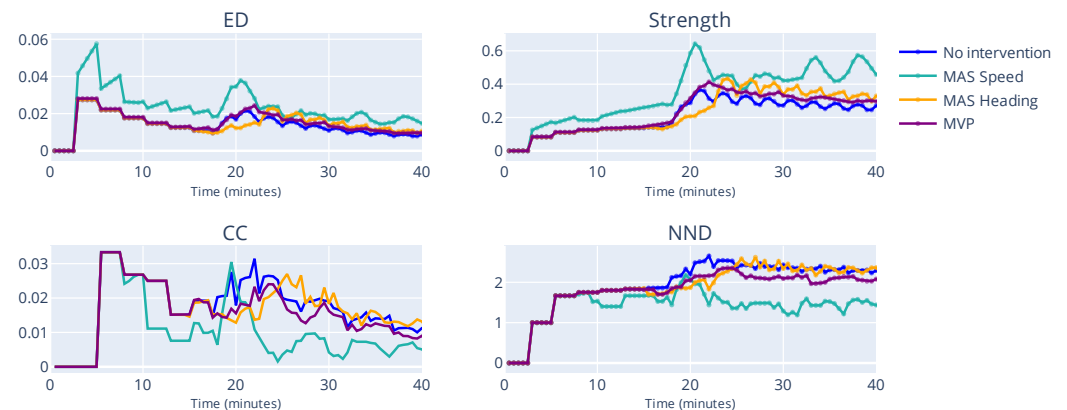 ED
0.06
0.04
0.02
0
0 10 20 30 40
Time (minutes)
Strength
0.6
0.4
0.2
0
0 10 20 30 40
Time (minutes)
No intervention
MAS Speed
MAS Heading
MVP
CC
0.03
0.02
0.01
0
0 10 20 30 40
Time (minutes)
NND
2
1
0
0 10 20 30 40
Time (minutes)